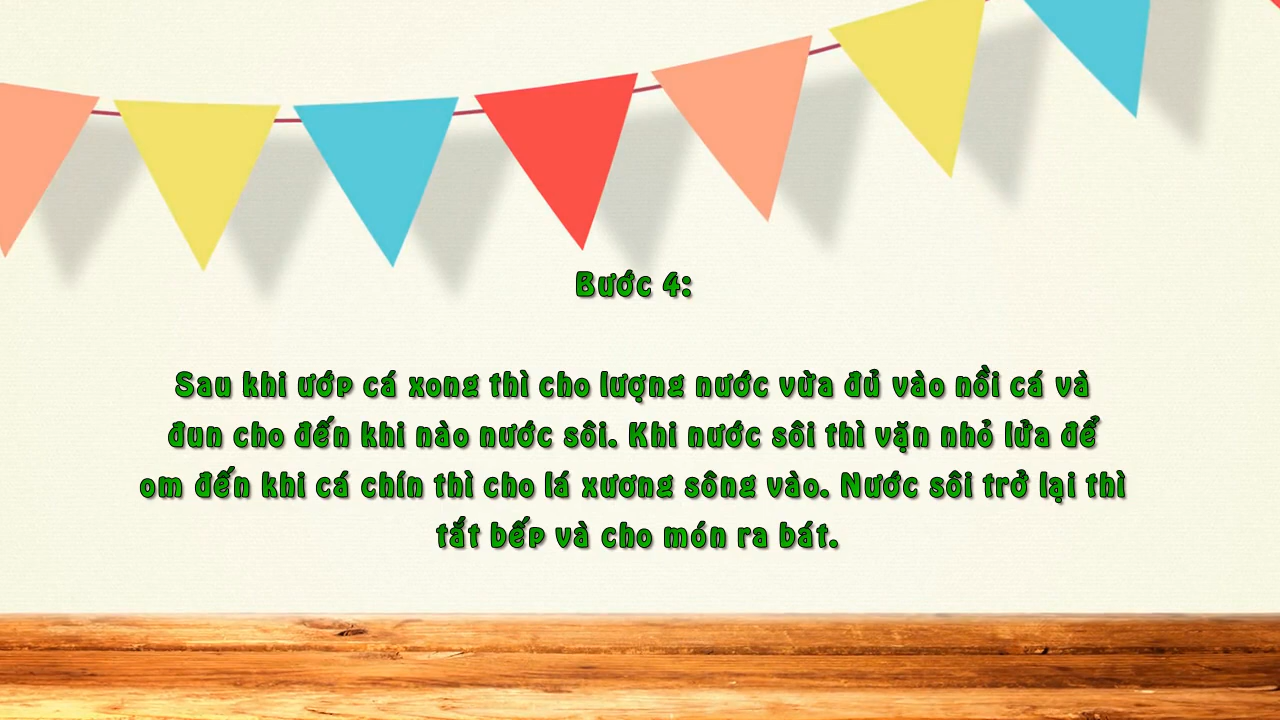 Bước 4:
Sau khi ướp cá xong thì cho lượng nước vừa đủ vào nồi cá và
đun cho đến khi nào nước sôi. Khi nước sôi thì vặn nhỏ lửa để
om đến khi cá chín thì cho lá xương sông vào. Nước sôi trở lại thì
tắt bếp và cho món ra bát.